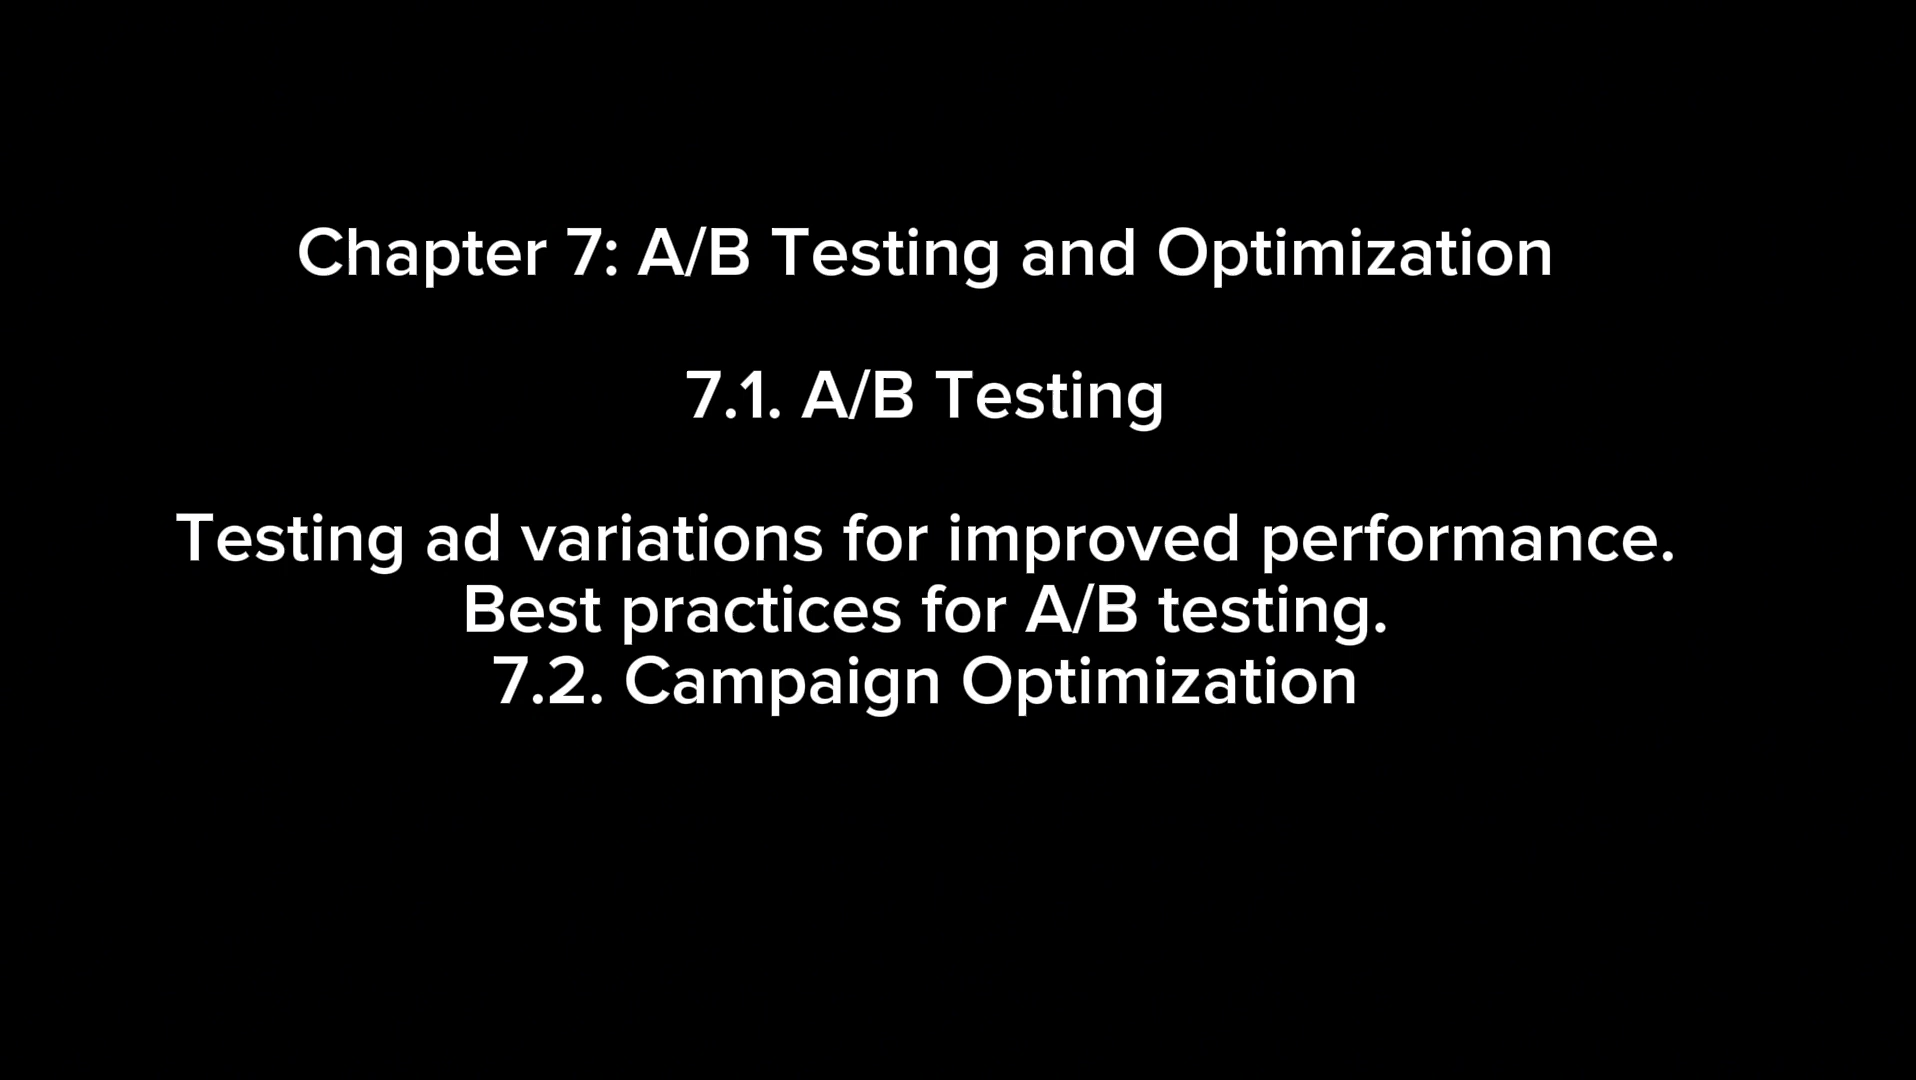 Chapter 7: A/B Testing and Optimization
7.1. A/B Testing
Testing ad variations for improved performance.
Best practices for A/B testing.
7.2. Campaign Optimization